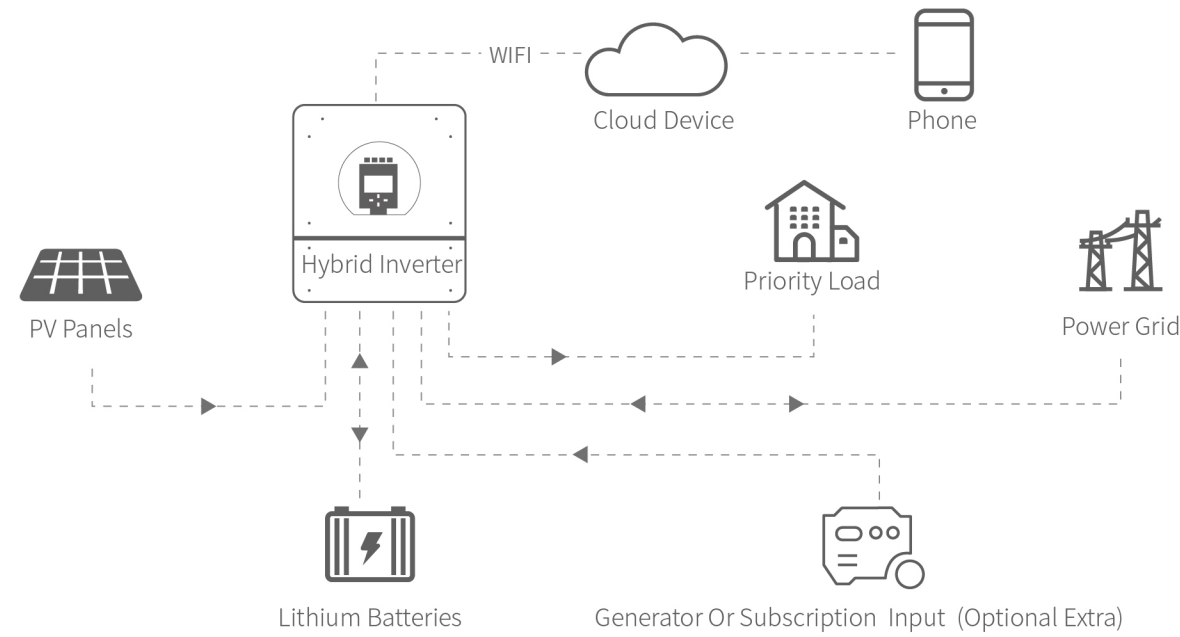 WIFI
Cloud Device
Phone
Hybrid Inverter
Priority Load
PV Panels
Power Grid
Lithium Batteries
Generator Or Subscription Input (Optional Extra)